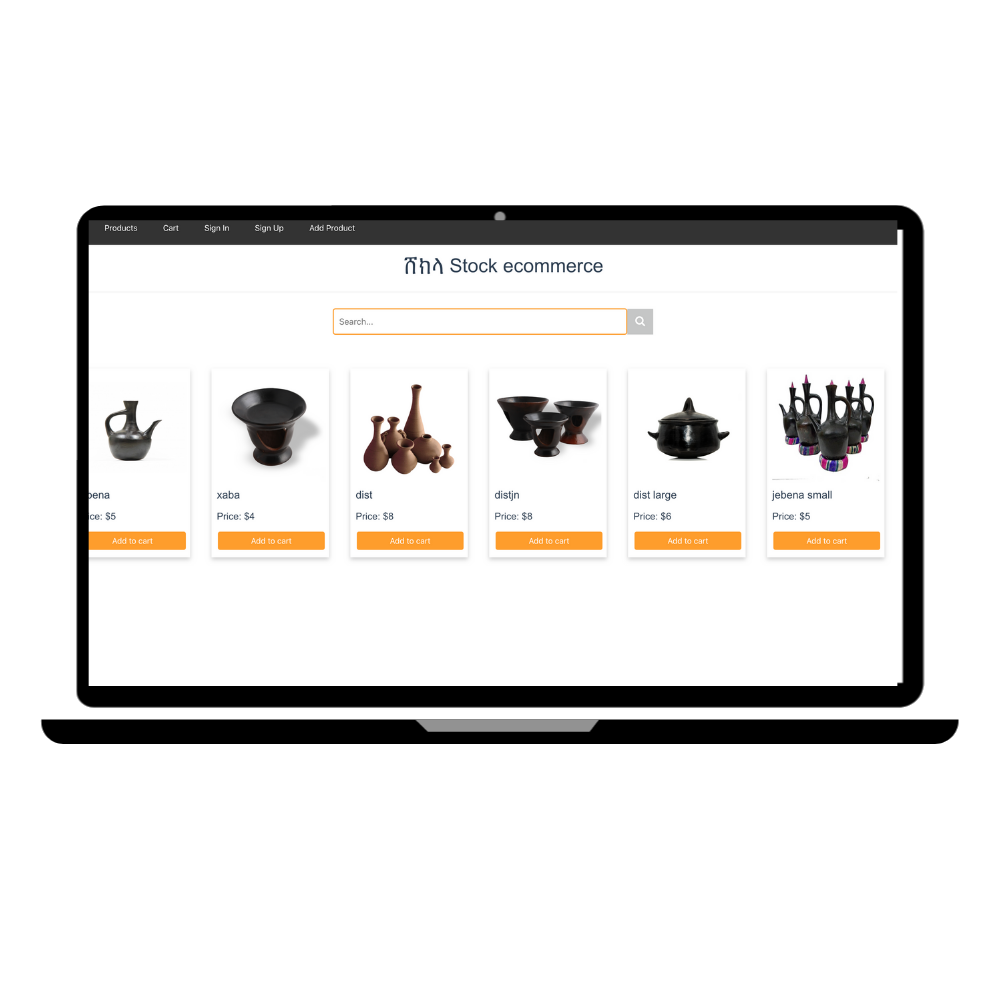 Products Cart Sign In Sign Up Add Product
ሸክላ Stock ecommerce
Search...
bena xaba dist distjn dist large jebena small
ice: $5 Price: $4 Price: $8 Price: $8 Price: $6 Price: $5
Add to cart Add to cart Add to cart Add to cart Add to cart Add to cart